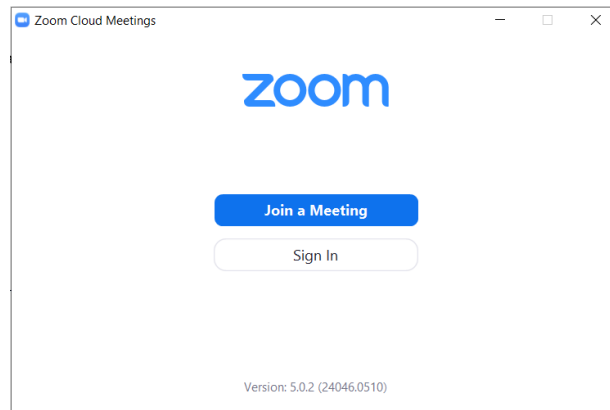 Zoom Cloud Meetings
zoom
Join a Meeting
Sign In
Version: 5.0.2 (24046.0510)